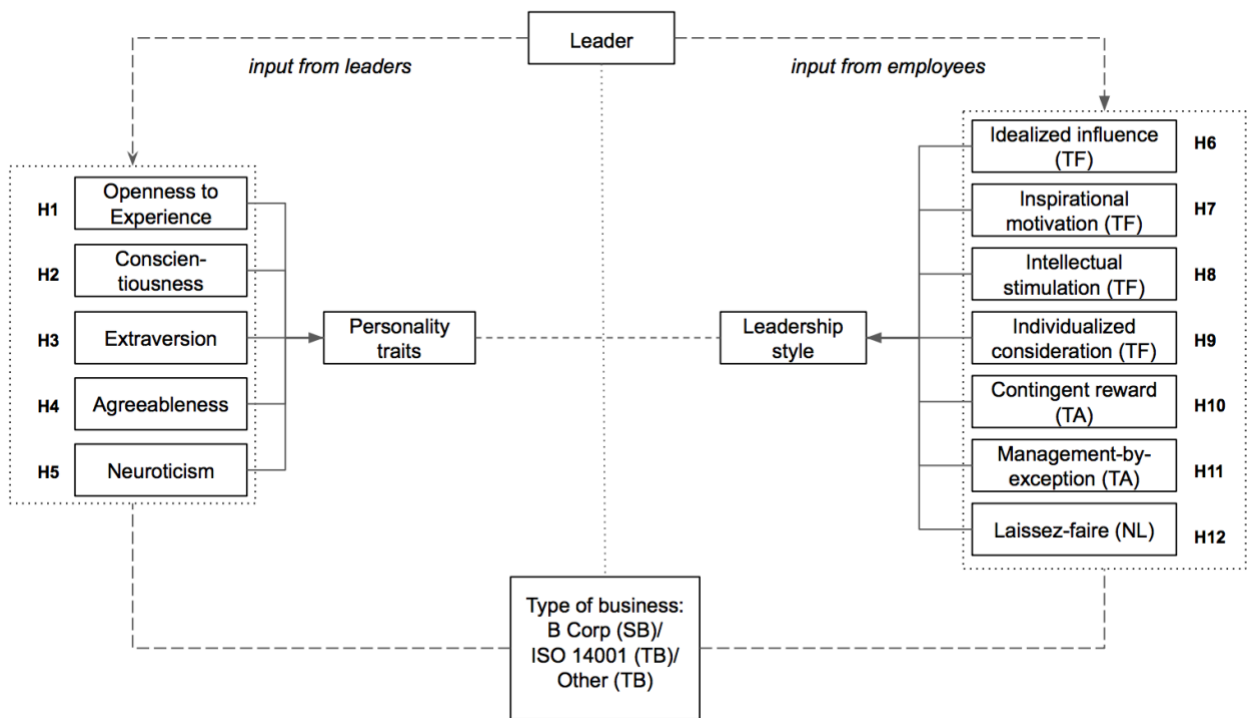 Leader
input from leaders
input from employees
H1
Openness to
Experience
H2
Conscien-
tiousness
H3
Extraversion
H4
Agreeableness
H5
Neuroticism
Personality
traits
Leadership
style
Idealized influence
(TF)
H6
Inspirational
motivation (TF)
H7
Intellectual
stimulation (TF)
H8
Individualized
consideration (TF)
H9
Contingent reward
(TA)
H10
Management-by-
exception (TA)
H11
Laissez-faire (NL)
H12
Type of business:
B Corp (SB)/
ISO 14001 (TB)/
Other (TB)